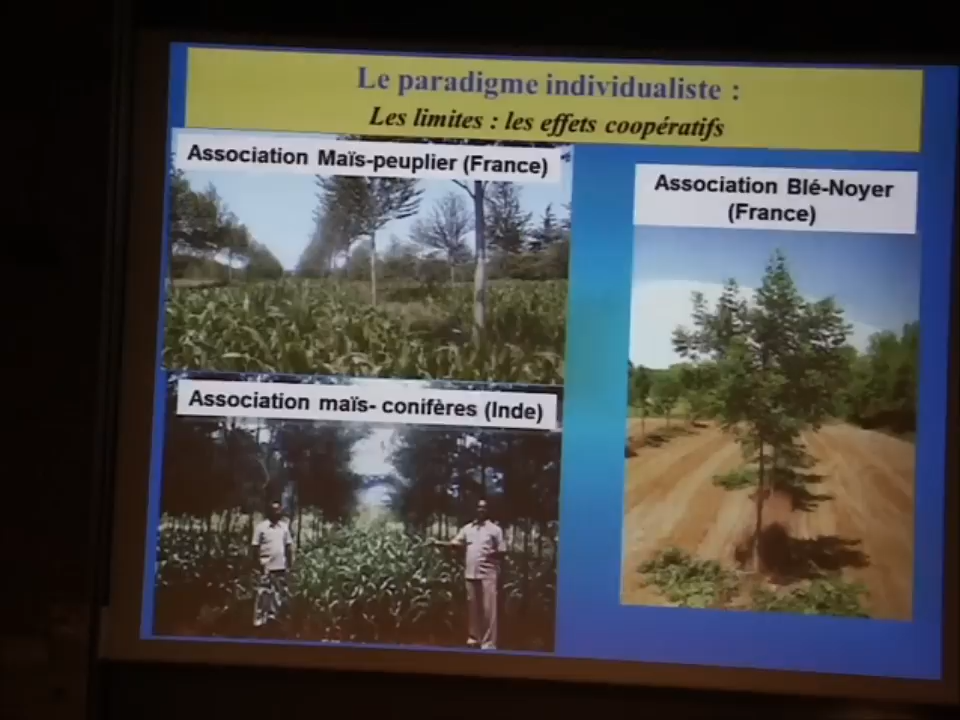 Le paradigme individualiste :
Les limites : les effets coopératifs
Association Maïs-peuplier (France)
Association Blé-Noyer
(France)
Association maïs- conifères (Inde)